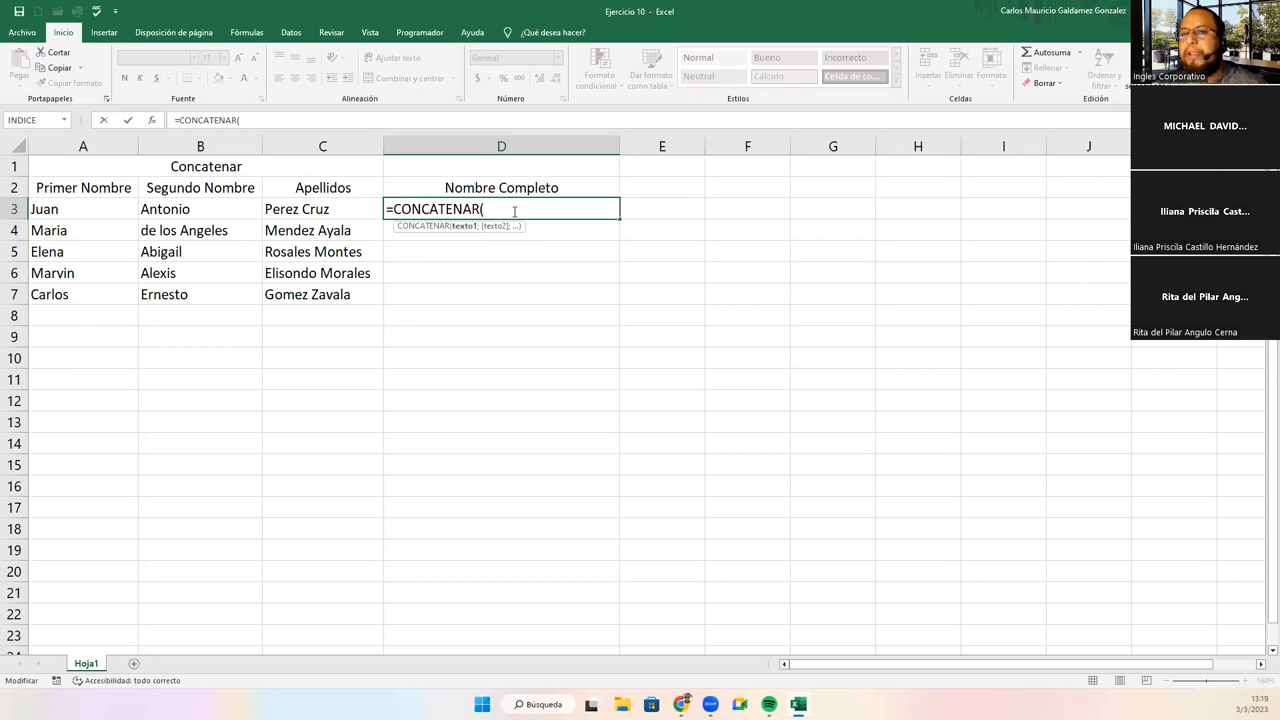 Ejercicio 10 - Excel
Carlos Mauricio Galdamez Gonzalez
Archivo Inicio Insertar Disposición de página Fórmulas Datos Revisar Vista Programador Ayuda ¿Qué desea hacer?
Pegar
Cortar
Copiar
Copiar formato
Portapapeles
N K S
Fuente
Ajustar texto
Combinar y centrar
Alineación
General
Número
Formato condicional
Dar formato como tabla
Normal Bueno Incorrecto
Neutral Cálculo Celda de co...
Estilos
Insertar Eliminar Formato
Celdas
Autosuma
Rellenar
Borrar
Ordenar y
Edición
INDICE
fx
=CONCATENAR(
A B C D E F G H I J
1 Concatenar
2 Primer Nombre Segundo Nombre Apellidos Nombre Completo
3 Juan Antonio Perez Cruz =CONCATENAR(
CONCATENAR(texto1; [texto2]; ...)
4 Maria de los Angeles Mendez Ayala
5 Elena Abigail Rosales Montes
6 Marvin Alexis Elisondo Morales
7 Carlos Ernesto Gomez Zavala
8
9
10
11
12
13
14
15
16
17
18
19
20
21
22
23
Ingles Corporativo
MICHAEL DAVID...
Iliana Priscila Cast...
Iliana Priscila Castillo Hernández
Rita del Pilar Ang...
Rita del Pilar Angulo Cerna
Hoja1
Modificar
Accesibilidad: todo correcto
160%
Búsqueda
13:19
3/3/2023